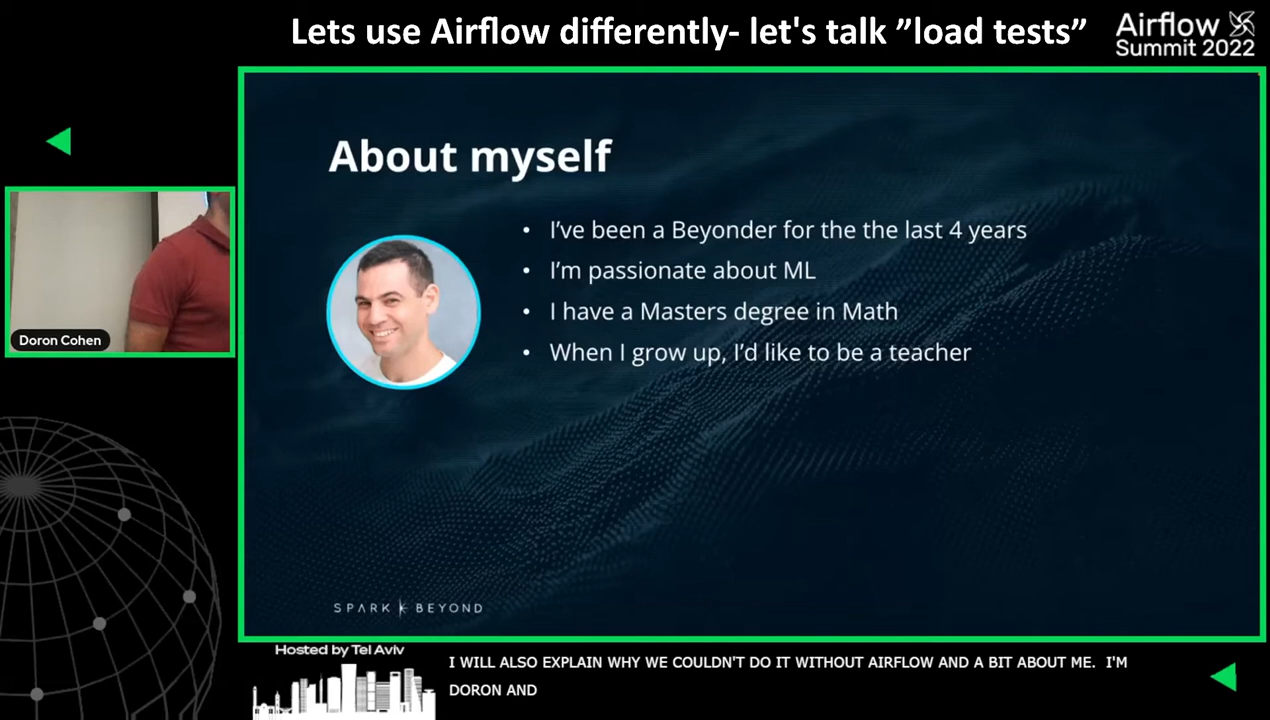 Lets use Airflow differently- let's talk ”load tests”
Airflow
Summit 2022
About myself
• I’ve been a Beyonder for the the last 4 years
• I’m passionate about ML
• I have a Masters degree in Math
• When I grow up, I’d like to be a teacher
Doron Cohen
SPARK BEYOND
Hosted by Tel Aviv
I WILL ALSO EXPLAIN WHY WE COULDN'T DO IT WITHOUT AIRFLOW AND A BIT ABOUT ME. I'M
DORON AND